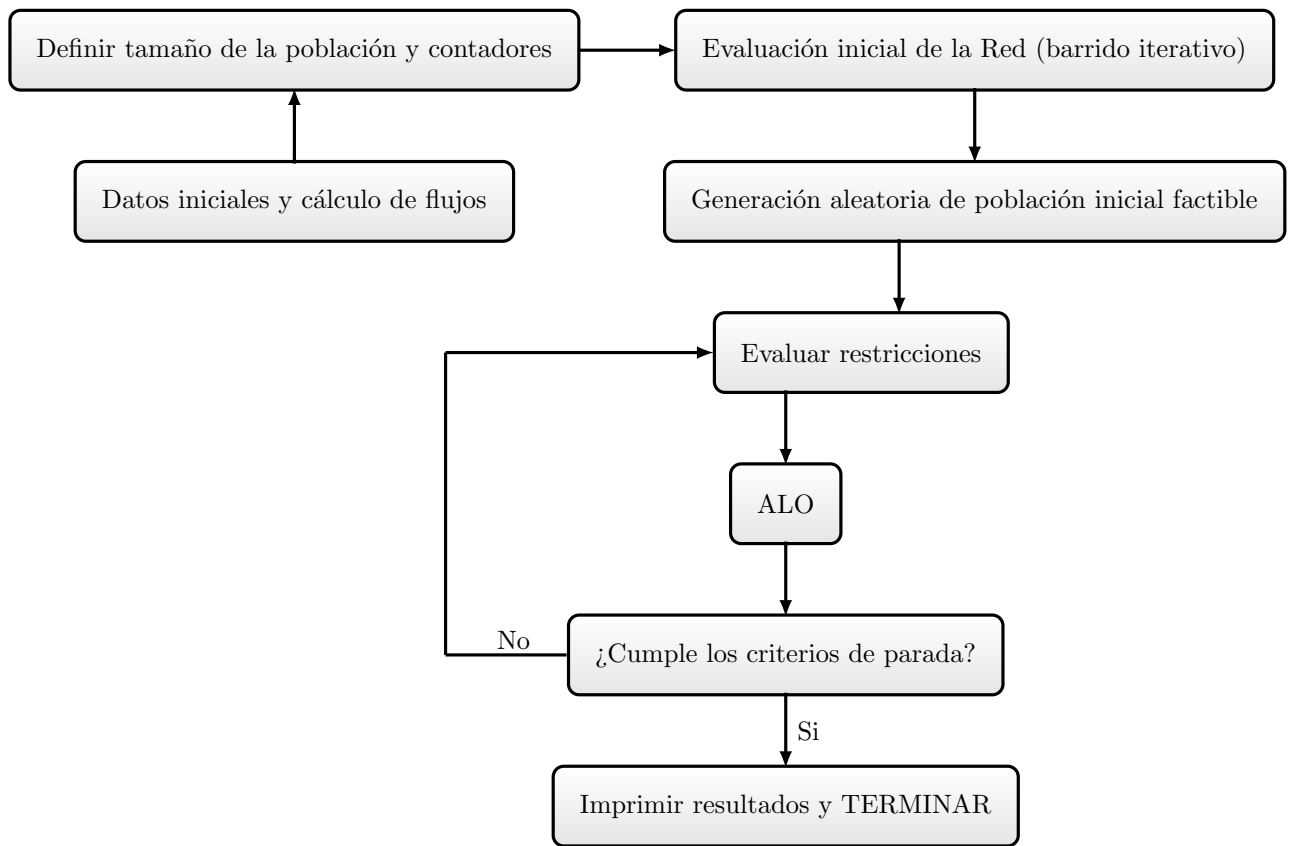 Definir tamaño de la población y contadores
Evaluación inicial de la Red (barrido iterativo)
Datos iniciales y cálculo de flujos
Generación aleatoria de población inicial factible
Evaluar restricciones
ALO
No
¿Cumple los criterios de parada?
Si
Imprimir resultados y TERMINAR